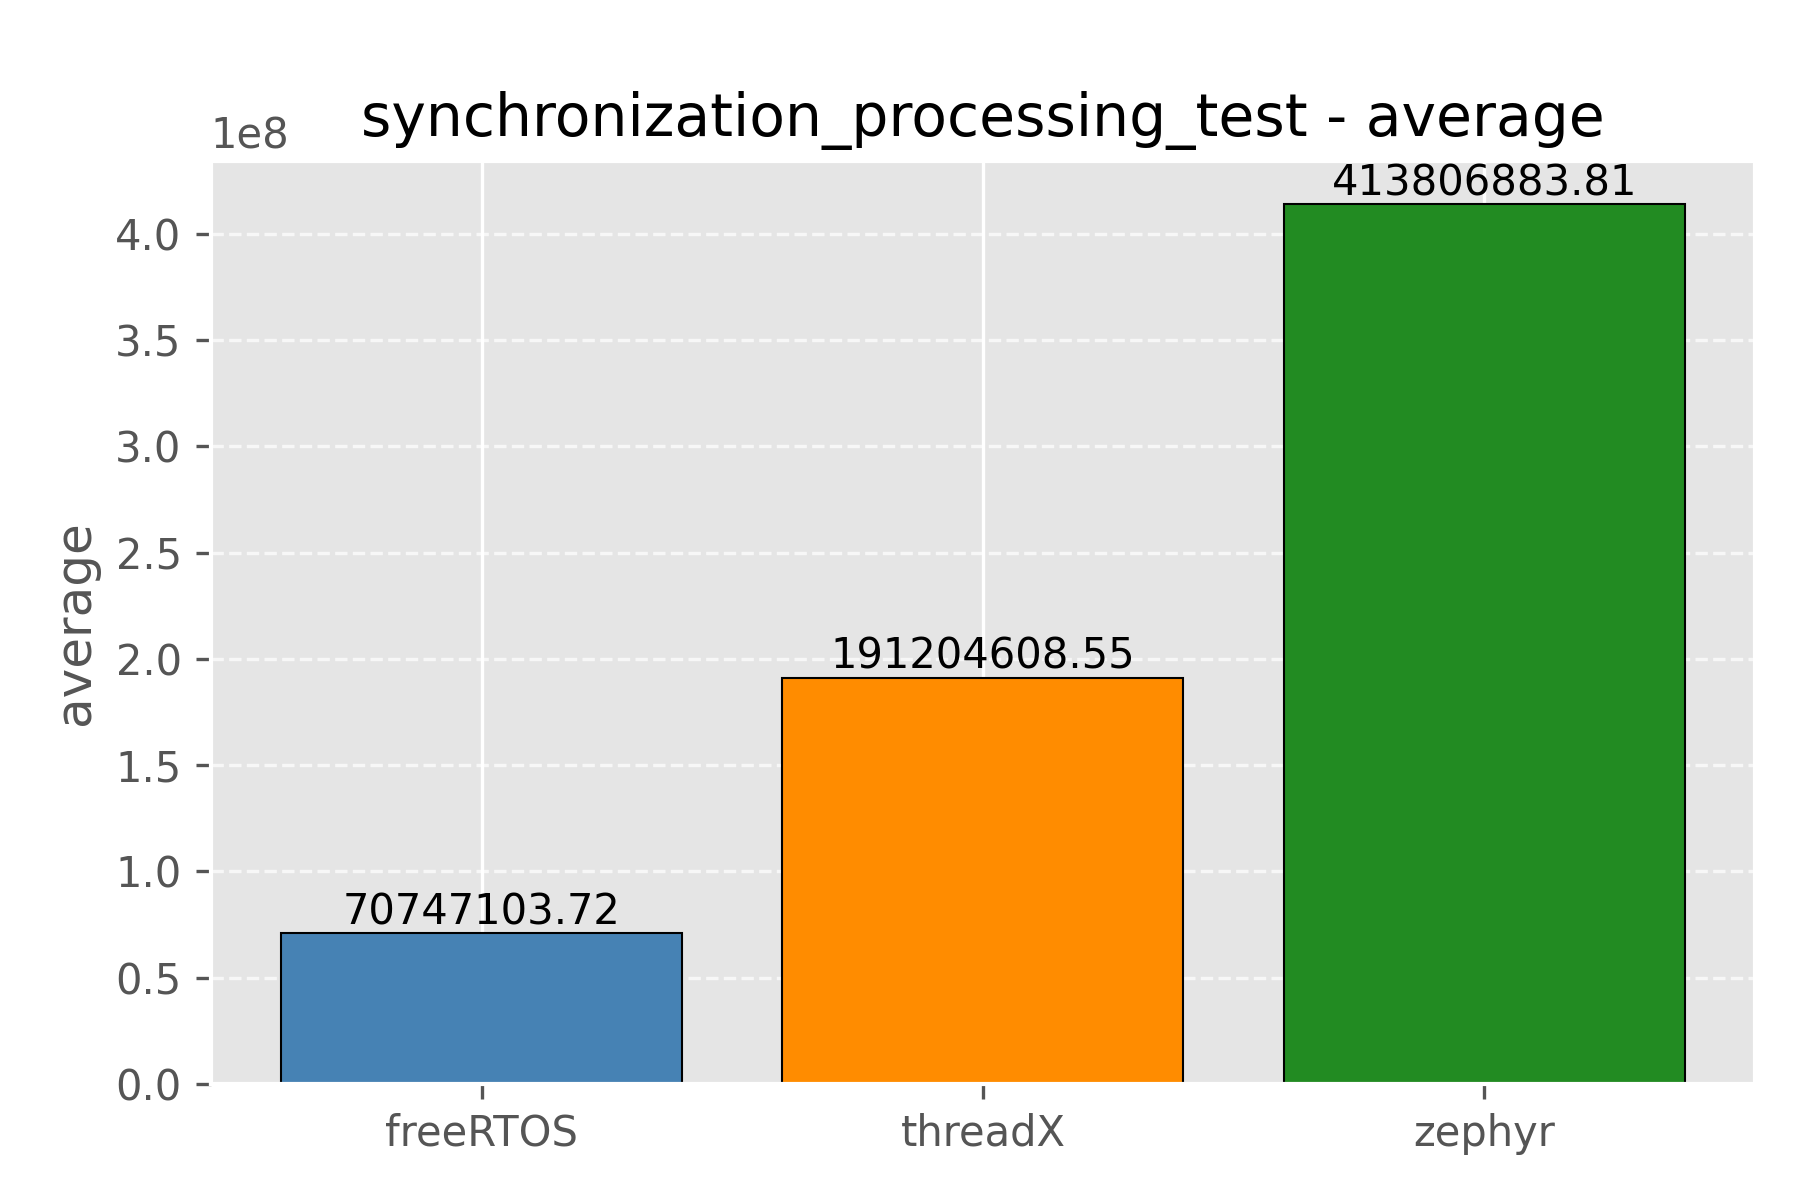 synchronization_processing_test - average
1e8
413806883.81
4.0
3.5
3.0
2.5
191204608.55
2.0
average
1.5
1.0
70747103.72
0.5
0.0
freeRTOS
threadX
zephyr